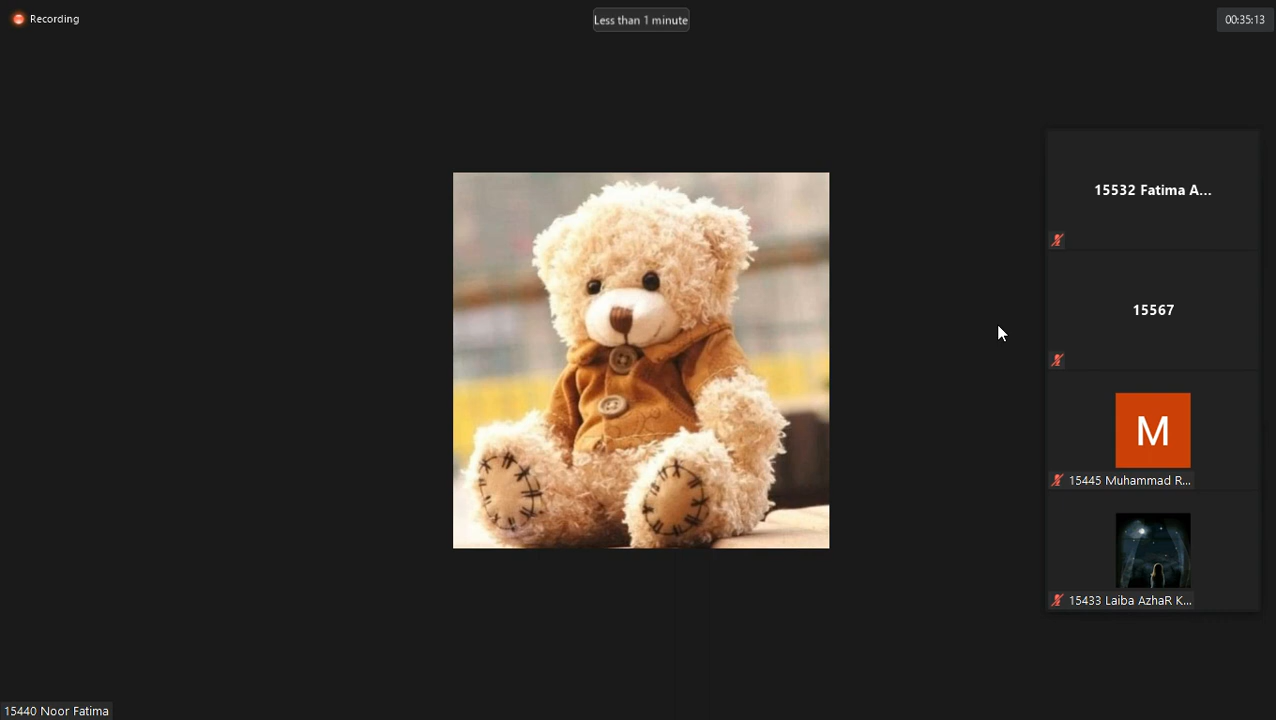 Recording
Less than 1 minute
00:35:13
15532 Fatima A...
15567
M
15445 Muhammad R...
15433 Laiba AzhaR K...
15440 Noor Fatima